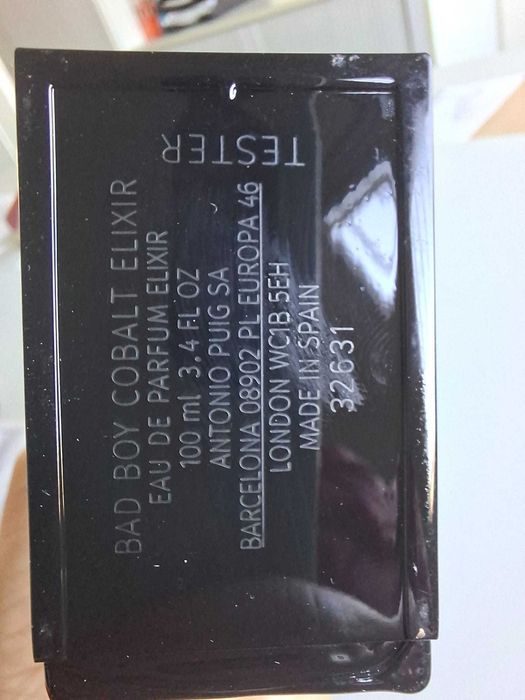 BAD BOY COBALT ELIXIR
EAU DE PARFUM ELIXIR
100 ml 3.4 FL OZ
ANTONIO PUIG SA
BARCELONA 08902 PL EUROPA 46
LONDON WC1B 5EH
MADE IN SPAIN
32631
TESTER